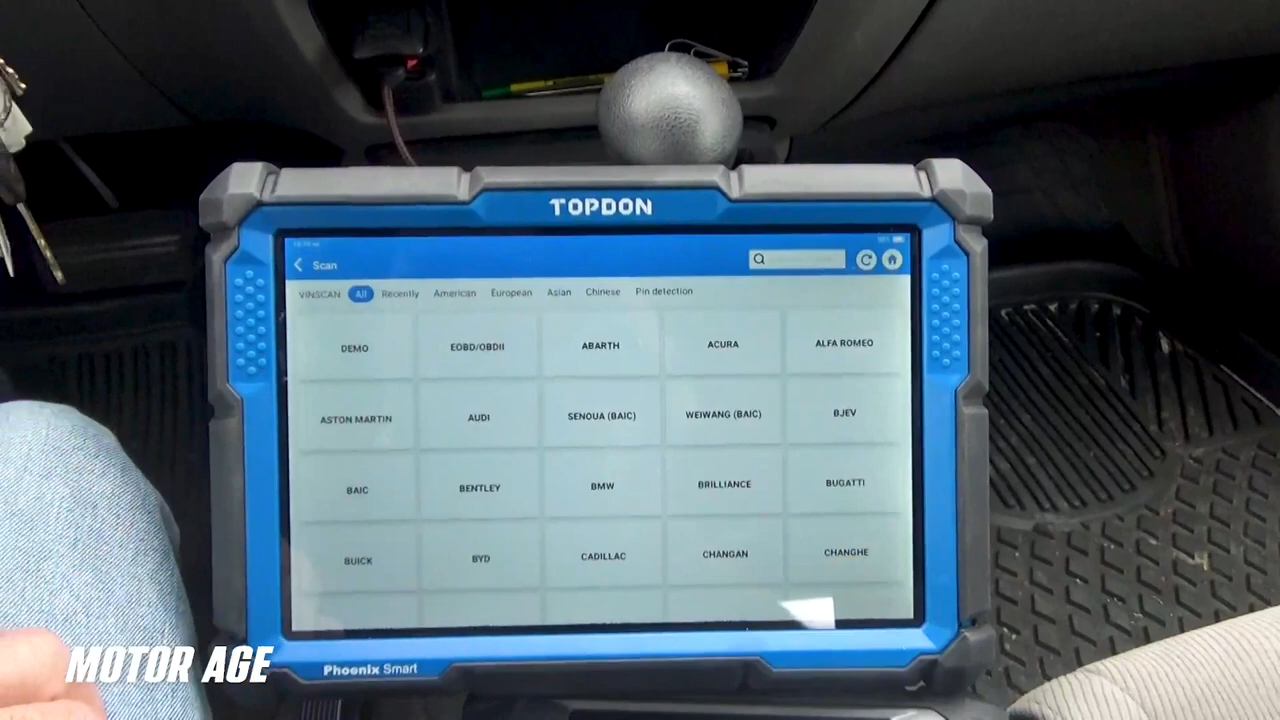 TOPDON
Scan
VINSCAN All Recently American European Asian Chinese Pin detection
DEMO EOBD/OBDII ABARTH ACURA ALFA ROMEO
ASTON MARTIN AUDI SENOUA (BAIC) WEIWANG (BAIC) BJEV
BAIC BENTLEY BMW BRILLIANCE BUGATTI
BUICK BYD CADILLAC CHANGAN CHANGHE
Phoenix Smart
MOTOR AGE